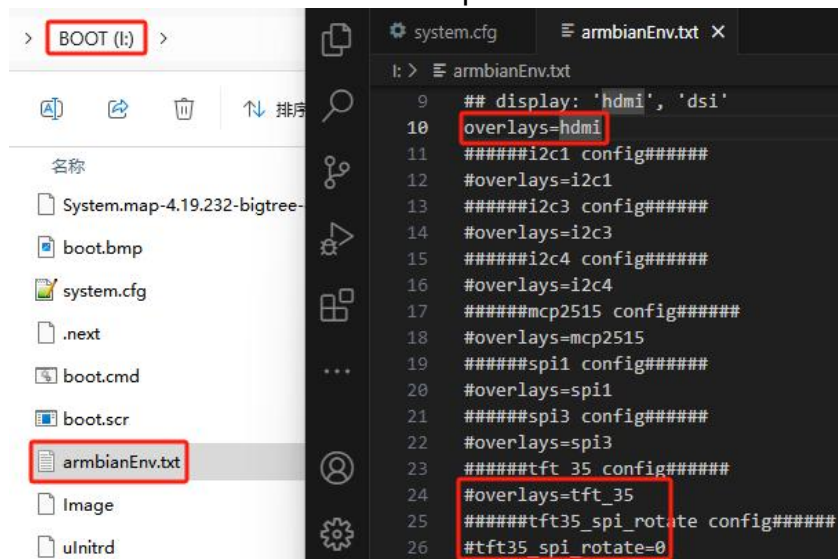 BOOT (I:)
排序
名称
System.map-4.19.232-bigtree-
boot.bmp
system.cfg
.next
boot.cmd
boot.scr
armbianEnv.txt
Image
uInitrd
system.cfg
armbianEnv.txt
I: > armbianEnv.txt
9 ## display: 'hdmi', 'dsi'
10 overlays=hdmi
11 ######i2c1 config######
12 #overlays=i2c1
13 ######i2c3 config######
14 #overlays=i2c3
15 ######i2c4 config######
16 #overlays=i2c4
17 ######mcp2515 config######
18 #overlays=mcp2515
19 ######spi1 config######
20 #overlays=spi1
21 ######spi3 config######
22 #overlays=spi3
23 ######tft 35 config######
24 #overlays=tft_35
25 ######tft35_spi_rotate config######
26 #tft35_spi_rotate=0